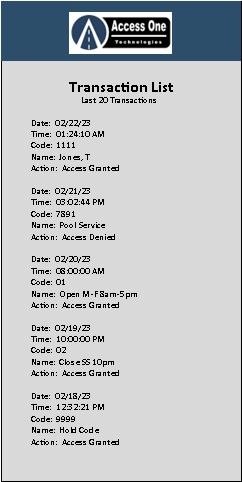 Access One
Technologies
Transaction List
Last 20 Transactions
Date: 02/22/23
Time: 01:24:10 AM
Code: 1111
Name: Jones, T
Action: Access Granted
Date: 02/21/23
Time: 03:02:44 PM
Code: 7891
Name: Pool Service
Action: Access Denied
Date: 02/20/23
Time: 08:00:00 AM
Code: 01
Name: Open M-F 8am-5pm
Action: Access Granted
Date: 02/19/23
Time: 10:00:00 PM
Code: 02
Name: Close SS 10pm
Action: Access Granted
Date: 02/18/23
Time: 12:32:21 PM
Code: 9999
Name: Hold Code
Action: Access Granted